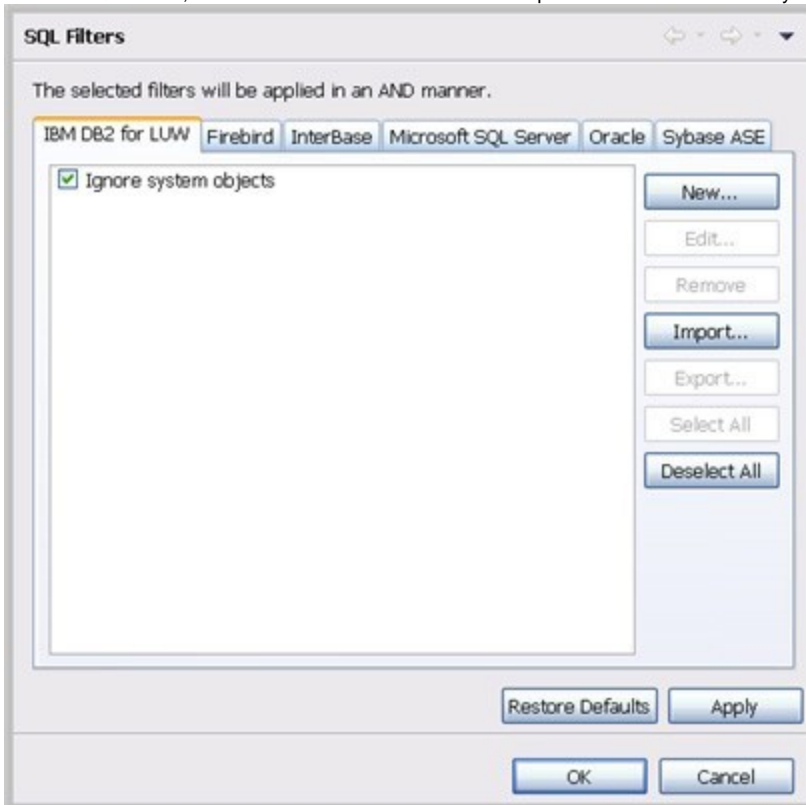 SQL Filters
The selected filters will be applied in an AND manner.
IBM DB2 for LUW Firebird InterBase Microsoft SQL Server Oracle Sybase ASE
Ignore system objects
New...
Edit...
Remove
Import...
Export...
Select All
Deselect All
Restore Defaults Apply
OK Cancel